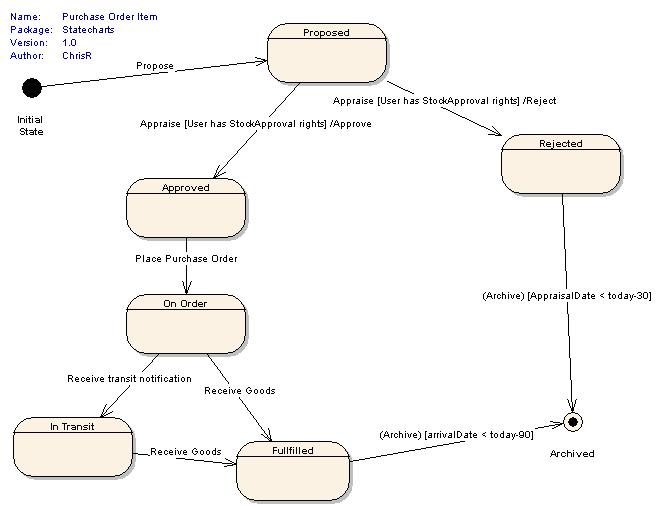 Name: Purchase Order Item
Package: Statecharts
Version: 1.0
Author: ChrisR
Proposed
Propose
Initial
State
Appraise [User has StockApproval rights] /Reject
Appraise [User has StockApproval rights] /Approve
Rejected
Approved
Place Purchase Order
(Archive) [AppraisalDate < today-30]
On Order
Receive transit notification
Receive Goods
In Transit
(Archive) [arrivalDate < today-90]
Receive Goods
Fullfilled
Archived